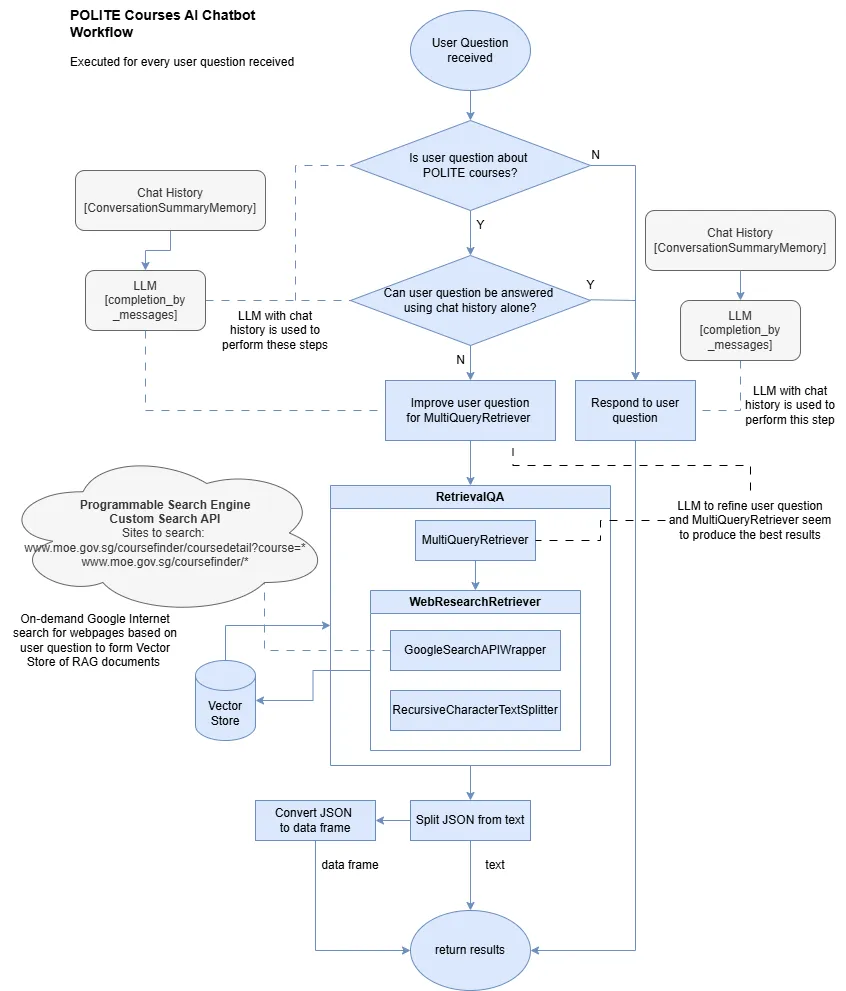 POLITE Courses AI Chatbot
Workflow
Executed for every user question received
User Question
received
Is user question about
POLITE courses?
N
Y
Chat History
[ConversationSummaryMemory]
LLM
[completion_by
_messages]
LLM with chat
history is used to
perform these steps
Can user question be answered
using chat history alone?
Y
N
Chat History
[ConversationSummaryMemory]
LLM
[completion_by
_messages]
LLM with chat
history is used to
perform this step
Improve user question
for MultiQueryRetriever
Respond to user
question
LLM to refine user question
and MultiQueryRetriever seem
to produce the best results
RetrievalQA
MultiQueryRetriever
WebResearchRetriever
GoogleSearchAPIWrapper
RecursiveCharacterTextSplitter
Programmable Search Engine
Custom Search API
Sites to search:
www.moe.gov.sg/coursefinder/coursedetail?course=*
www.moe.gov.sg/coursefinder/*
On-demand Google Internet
search for webpages based on
user question to form Vector
Store of RAG documents
Vector
Store
Convert JSON
to data frame
Split JSON from text
data frame
text
return results